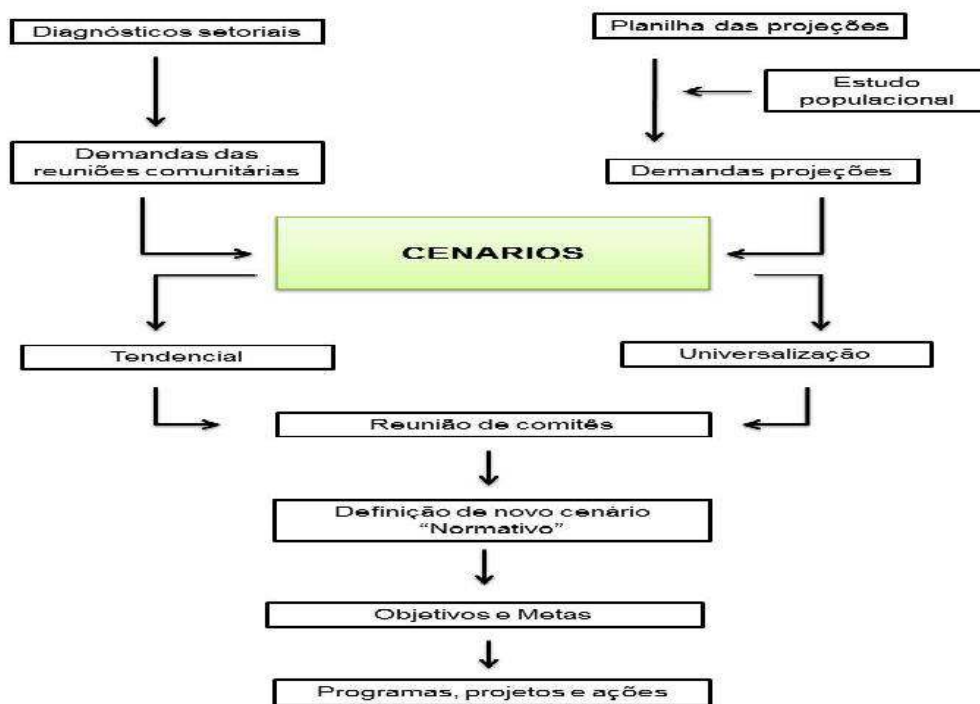 Diagnósticos setoriais
Planilha das projeções
Estudo
populacional
Demandas das
reuniões comunitárias
Demandas projeções
CENARIOS
Tendencial
Universalização
Reunião de comitês
Definição de novo cenário
“Normativo”
Objetivos e Metas
Programas, projetos e ações